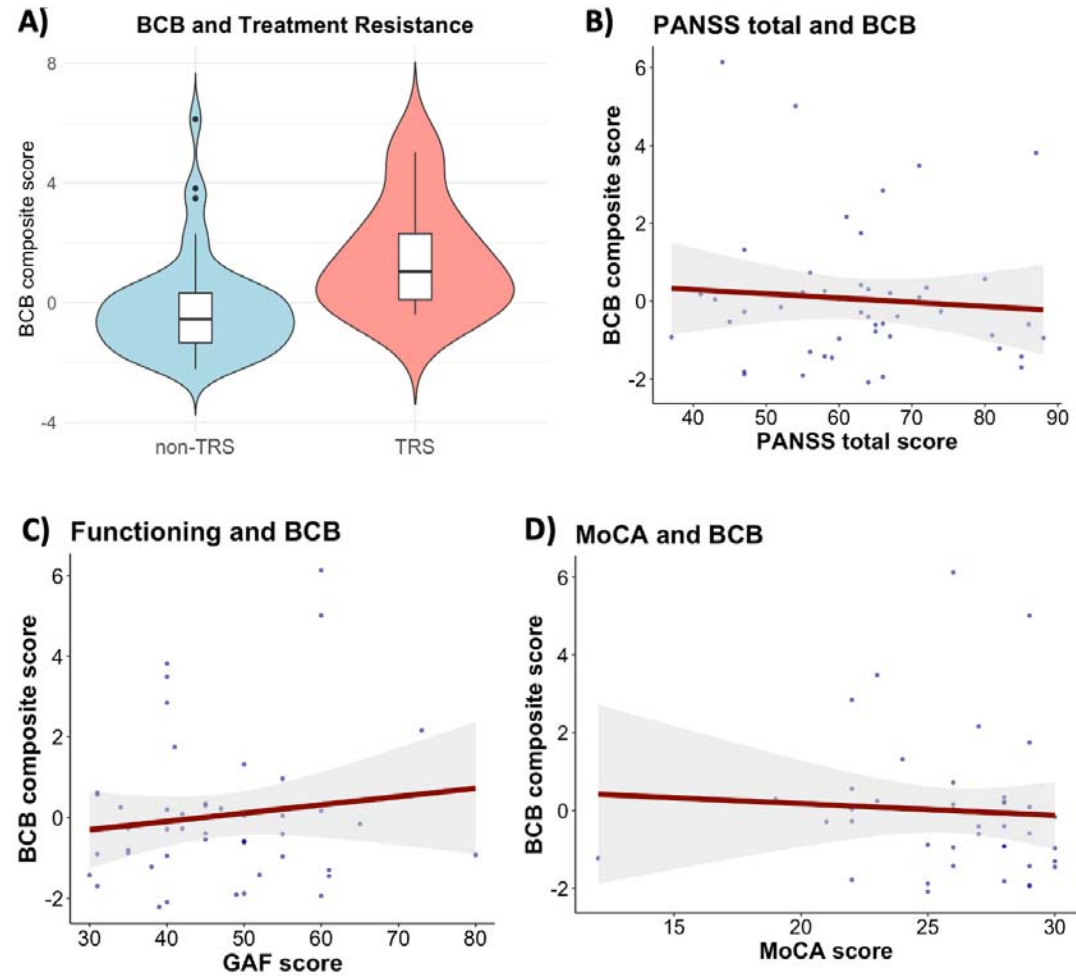 A) BCB and Treatment Resistance
BCB composite score
8
4
0
-4
non-TRS TRS
B) PANSS total and BCB
BCB composite score
6
4
2
0
-2
40 50 60 70 80 90
PANSS total score
C) Functioning and BCB
BCB composite score
6
4
2
0
-2
30 40 50 60 70 80
GAF score
D) MoCA and BCB
BCB composite score
6
4
2
0
-2
15 20 25 30
MoCA score